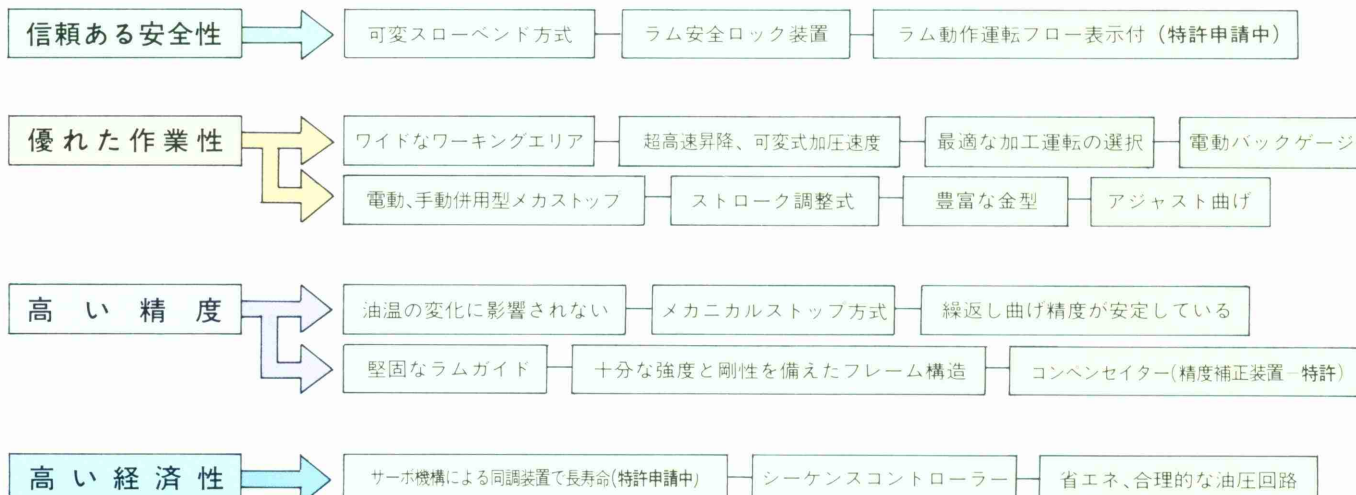 信頼ある安全性 可変スローベンド方式 ラム安全ロック装置 ラム動作運転フロー表示付(特許申請中)
優れた作業性 ワイドなワーキングエリア 超高速昇降、可変式加圧速度 最適な加工運転の選択 電動バックゲージ
電動、手動併用型メカストップ ストローク調整式 豊富な金型 アジャスト曲げ
高い精度 油温の変化に影響されない メカニカルストップ方式 繰返し曲げ精度が安定している
堅固なラムガイド 十分な強度と剛性を備えたフレーム構造 コンペンセイター(精度補正装置−特許)
高い経済性 サーボ機構による同調装置で長寿命(特許申請中) シーケンスコントローラー 省エネ、合理的な油圧回路